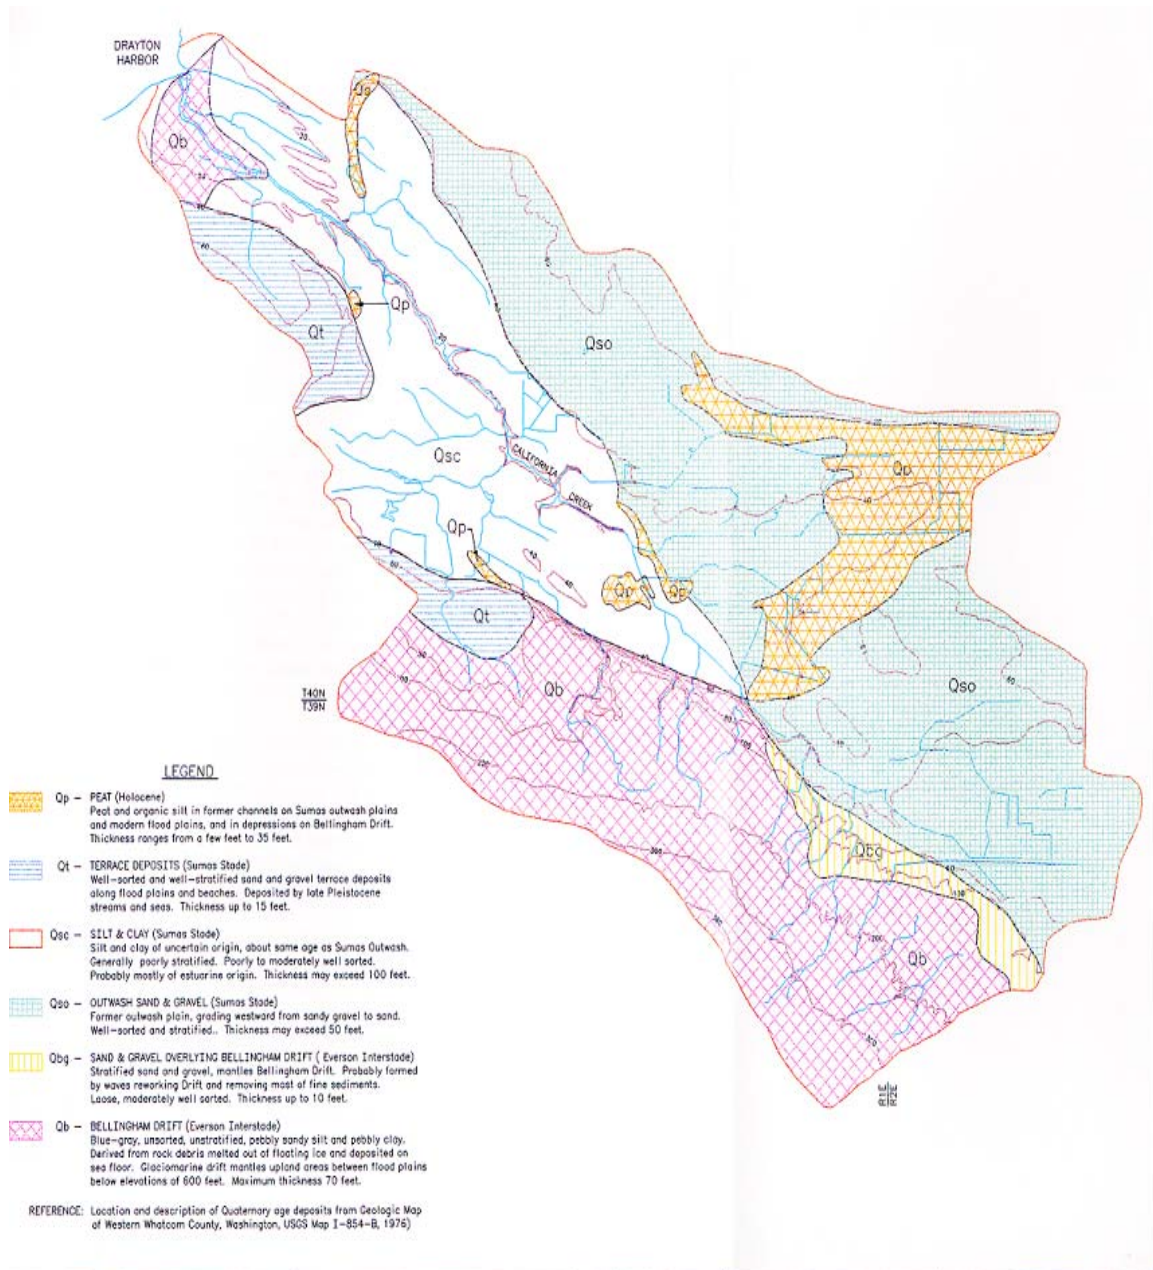 DRAYTON
HARBOR
Qp
Qb
20
60
Qp
Qt
Qso
20
Qsc
CALIFORNIA
CREEK
Qp
Qp
40
40
Qp
Qp
Qt
Qb
Qso
60
T40N
T39N
200
300
Qbg
200
Qb
300
R1E
R2E
LEGEND
Qp – PEAT (Holocene)
Peat and organic silt in former channels on Sumas outwash plains
and modern flood plains, and in depressions on Bellingham Drift.
Thickness ranges from a few feet to 35 feet.
Qt – TERRACE DEPOSITS (Sumas Stade)
Well-sorted and well-stratified sand and gravel terrace deposits
along flood plains and beaches. Deposited by late Pleistocene
streams and seas. Thickness up to 15 feet.
Qsc – SILT & CLAY (Sumas Stade)
Silt and clay of uncertain origin, about same age as Sumas Outwash.
Generally poorly stratified. Poorly to moderately well sorted.
Probably mostly of estuarine origin. Thickness may exceed 100 feet.
Qso – OUTWASH SAND & GRAVEL (Sumas Stade)
Former outwash plain, grading westward from sandy gravel to sand.
Well-sorted and stratified.. Thickness may exceed 50 feet.
Qbg – SAND & GRAVEL OVERLYING BELLINGHAM DRIFT ( Everson Interstade)
Stratified sand and gravel, mantles Bellingham Drift. Probably formed
by waves reworking Drift and removing most of fine sediments.
Loose, moderately well sorted. Thickness up to 10 feet.
Qb – BELLINGHAM DRIFT (Everson Interstade)
Blue-gray, unsorted, unstratified, pebbly sandy silt and pebbly clay.
Derived from rock debris melted out of floating ice and deposited on
sea floor. Glaciomarine drift mantles upland areas between flood plains
below elevations of 600 feet. Maximum thickness 70 feet.
REFERENCE: Location and description of Quaternary age deposits from Geologic Map
of Western Whatcom County, Washington, USGS Map I-854-B, 1976)